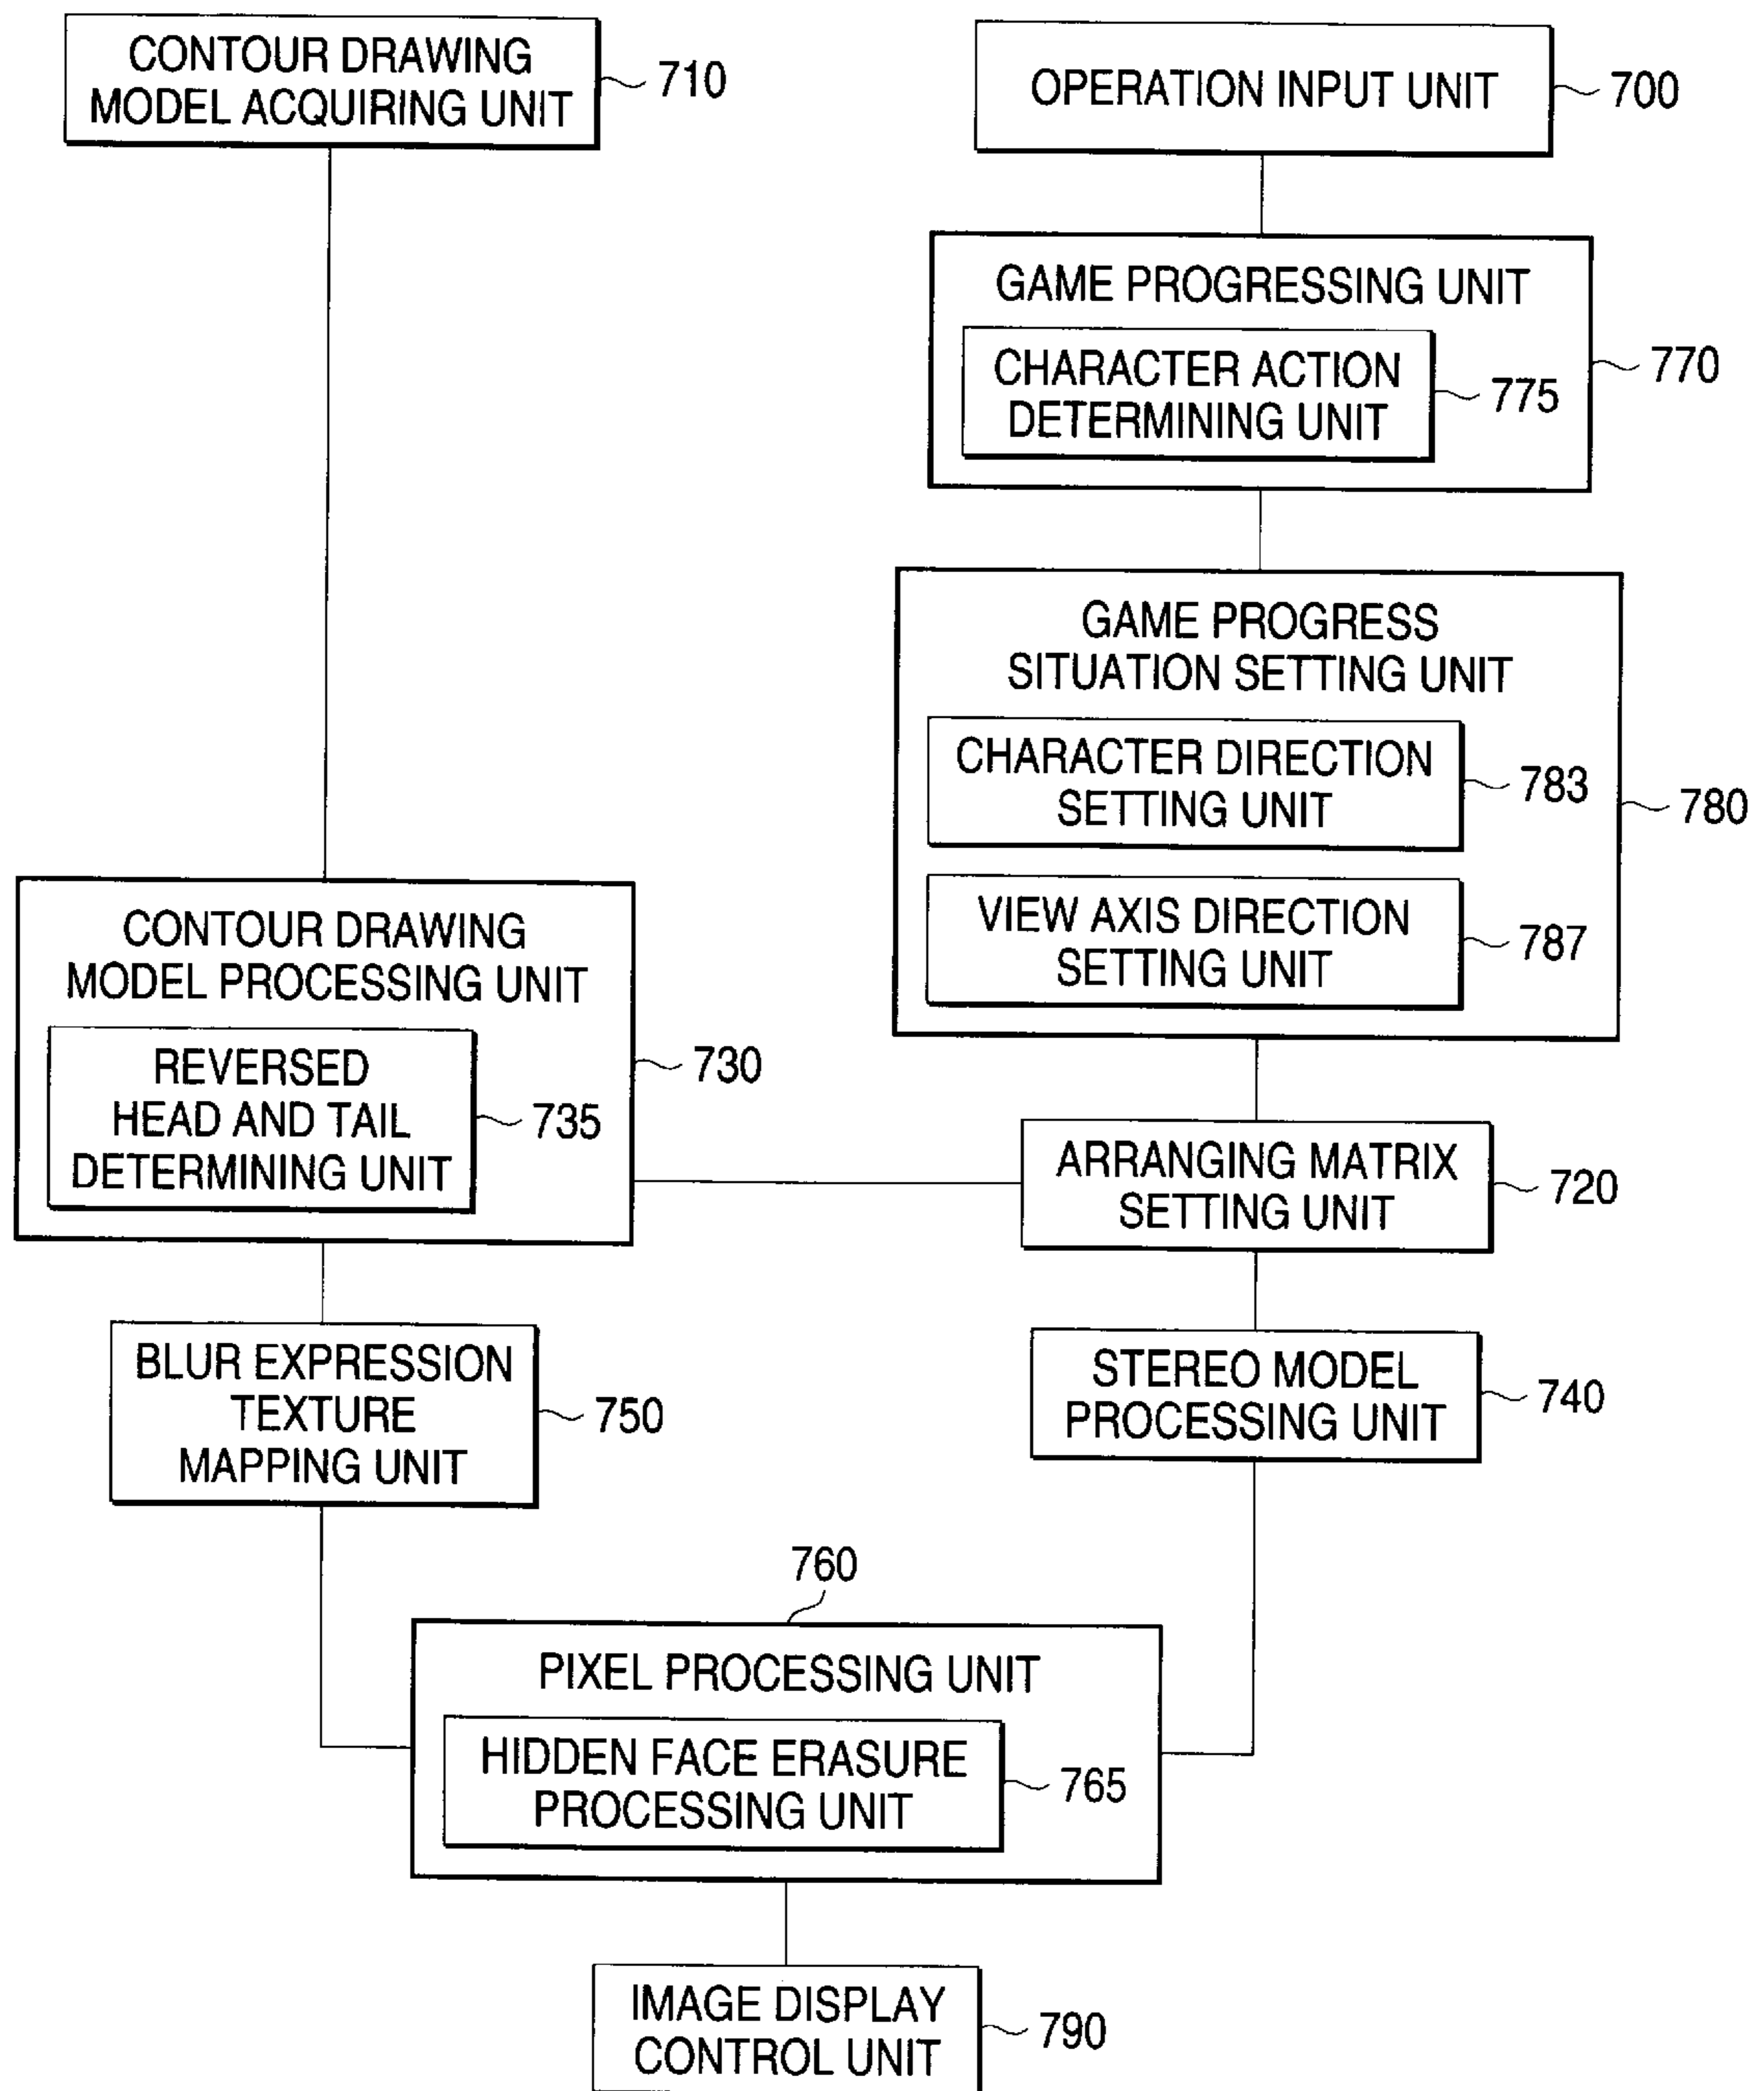 CONTOUR DRAWING
MODEL ACQUIRING UNIT
710
OPERATION INPUT UNIT
700
GAME PROGRESSING UNIT
770
CHARACTER ACTION
DETERMINING UNIT
775
GAME PROGRESS
SITUATION SETTING UNIT
CHARACTER DIRECTION
SETTING UNIT
783
780
VIEW AXIS DIRECTION
SETTING UNIT
787
CONTOUR DRAWING
MODEL PROCESSING UNIT
730
REVERSED
HEAD AND TAIL
DETERMINING UNIT
735
ARRANGING MATRIX
SETTING UNIT
720
BLUR EXPRESSION
TEXTURE
MAPPING UNIT
750
STEREO MODEL
PROCESSING UNIT
740
760
PIXEL PROCESSING UNIT
HIDDEN FACE ERASURE
PROCESSING UNIT
765
IMAGE DISPLAY
CONTROL UNIT
790